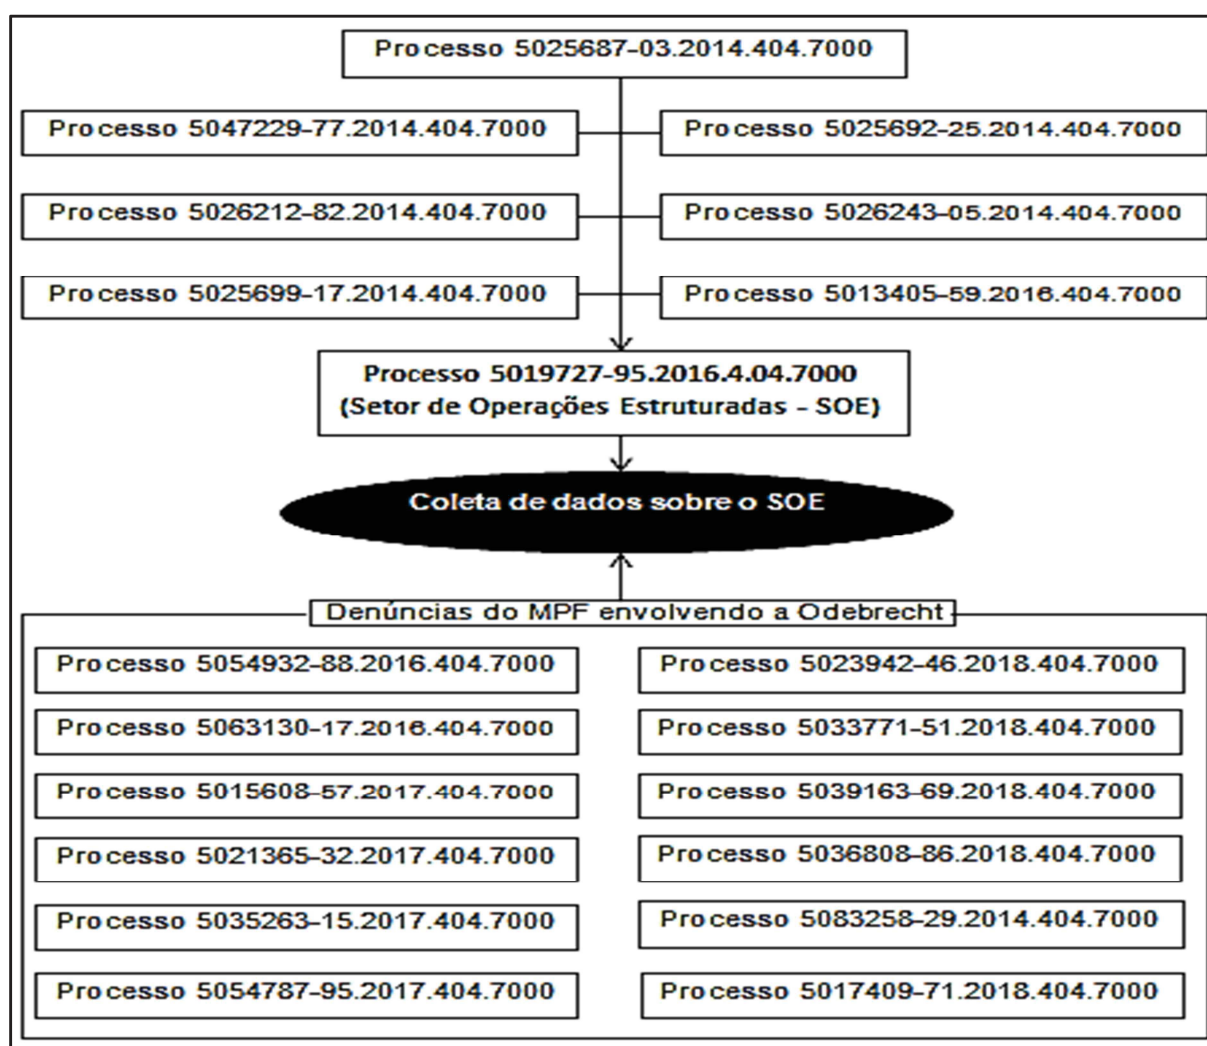 Processo 5025687-03.2014.404.7000
Processo 5047229-77.2014.404.7000
Processo 5025692-25.2014.404.7000
Processo 5026212-82.2014.404.7000
Processo 5026243-05.2014.404.7000
Processo 5025699-17.2014.404.7000
Processo 5013405-59.2016.404.7000
Processo 5019727-95.2016.4.04.7000
(Setor de Operações Estruturadas - SOE)
Coleta de dados sobre o SOE
Denúncias do MPF envolvendo a Odebrecht
Processo 5054932-88.2016.404.7000
Processo 5023942-46.2018.404.7000
Processo 5063130-17.2016.404.7000
Processo 5033771-51.2018.404.7000
Processo 5015608-57.2017.404.7000
Processo 5039163-69.2018.404.7000
Processo 5021365-32.2017.404.7000
Processo 5036808-86.2018.404.7000
Processo 5035263-15.2017.404.7000
Processo 5083258-29.2014.404.7000
Processo 5054787-95.2017.404.7000
Processo 5017409-71.2018.404.7000